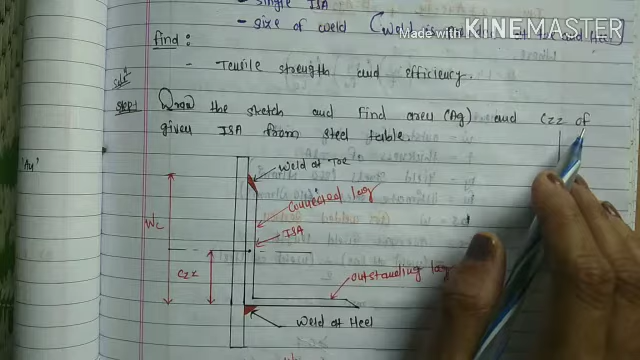 - single ISA
- size of weld (Weld
Made with KINEMASTER
find:
- Tensile strength and efficiency.
Soln
Step1 Draw the sketch and find area (Ag) and Czz of
given ISA from steel table.
Weld at Toe
connected leg
ISA
Wc
Czz
outstanding leg
Weld at Heel